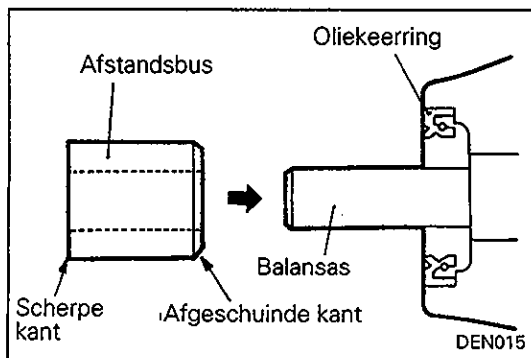 Oliekeerring
Afstandsbus
Balansas
Scherpe
kant
Afgeschuinde kant
DEN015